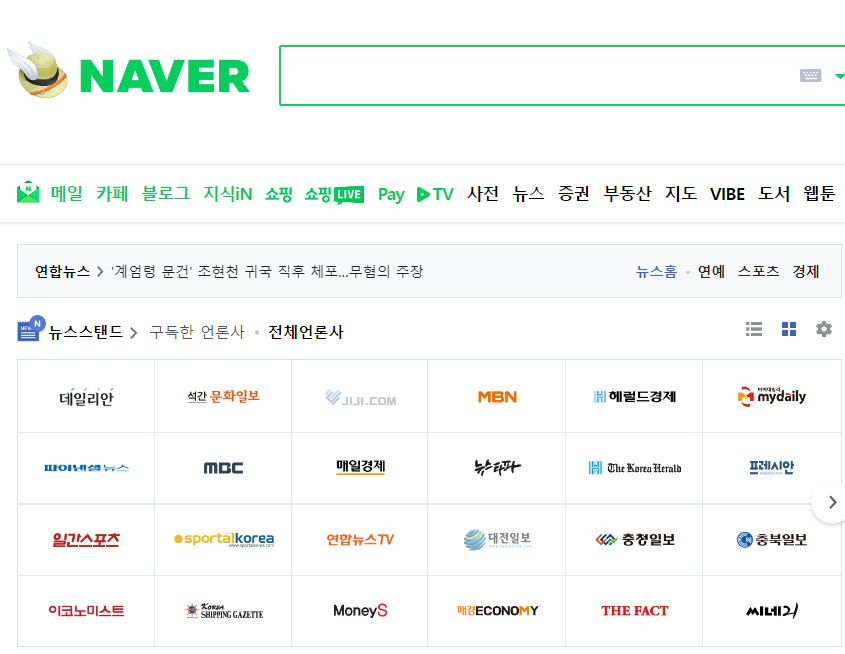 NAVER
메일 카페 블로그 지식iN 쇼핑 쇼핑LIVE Pay TV 사전 뉴스 증권 부동산 지도 VIBE 도서 웹툰
연합뉴스 > '계엄령 문건' 조현천 귀국 직후 체포...무혐의 주장 뉴스홈 · 연예 스포츠 경제
NEW N 뉴스스탠드 > 구독한 언론사 · 전체언론사
데일리안 석간 문화일보 JIJI.COM MBN 헤럴드경제 마이데일리 mydaily
파이낸셜뉴스 MBC 매일경제 뉴스타파 The Korea Herald 프레시안
일간스포츠 sportalkorea 연합뉴스TV 대전일보 충청일보 충북일보
이코노미스트 KOREA SHIPPING GAZETTE MoneyS 매경ECONOMY THE FACT 씨네21